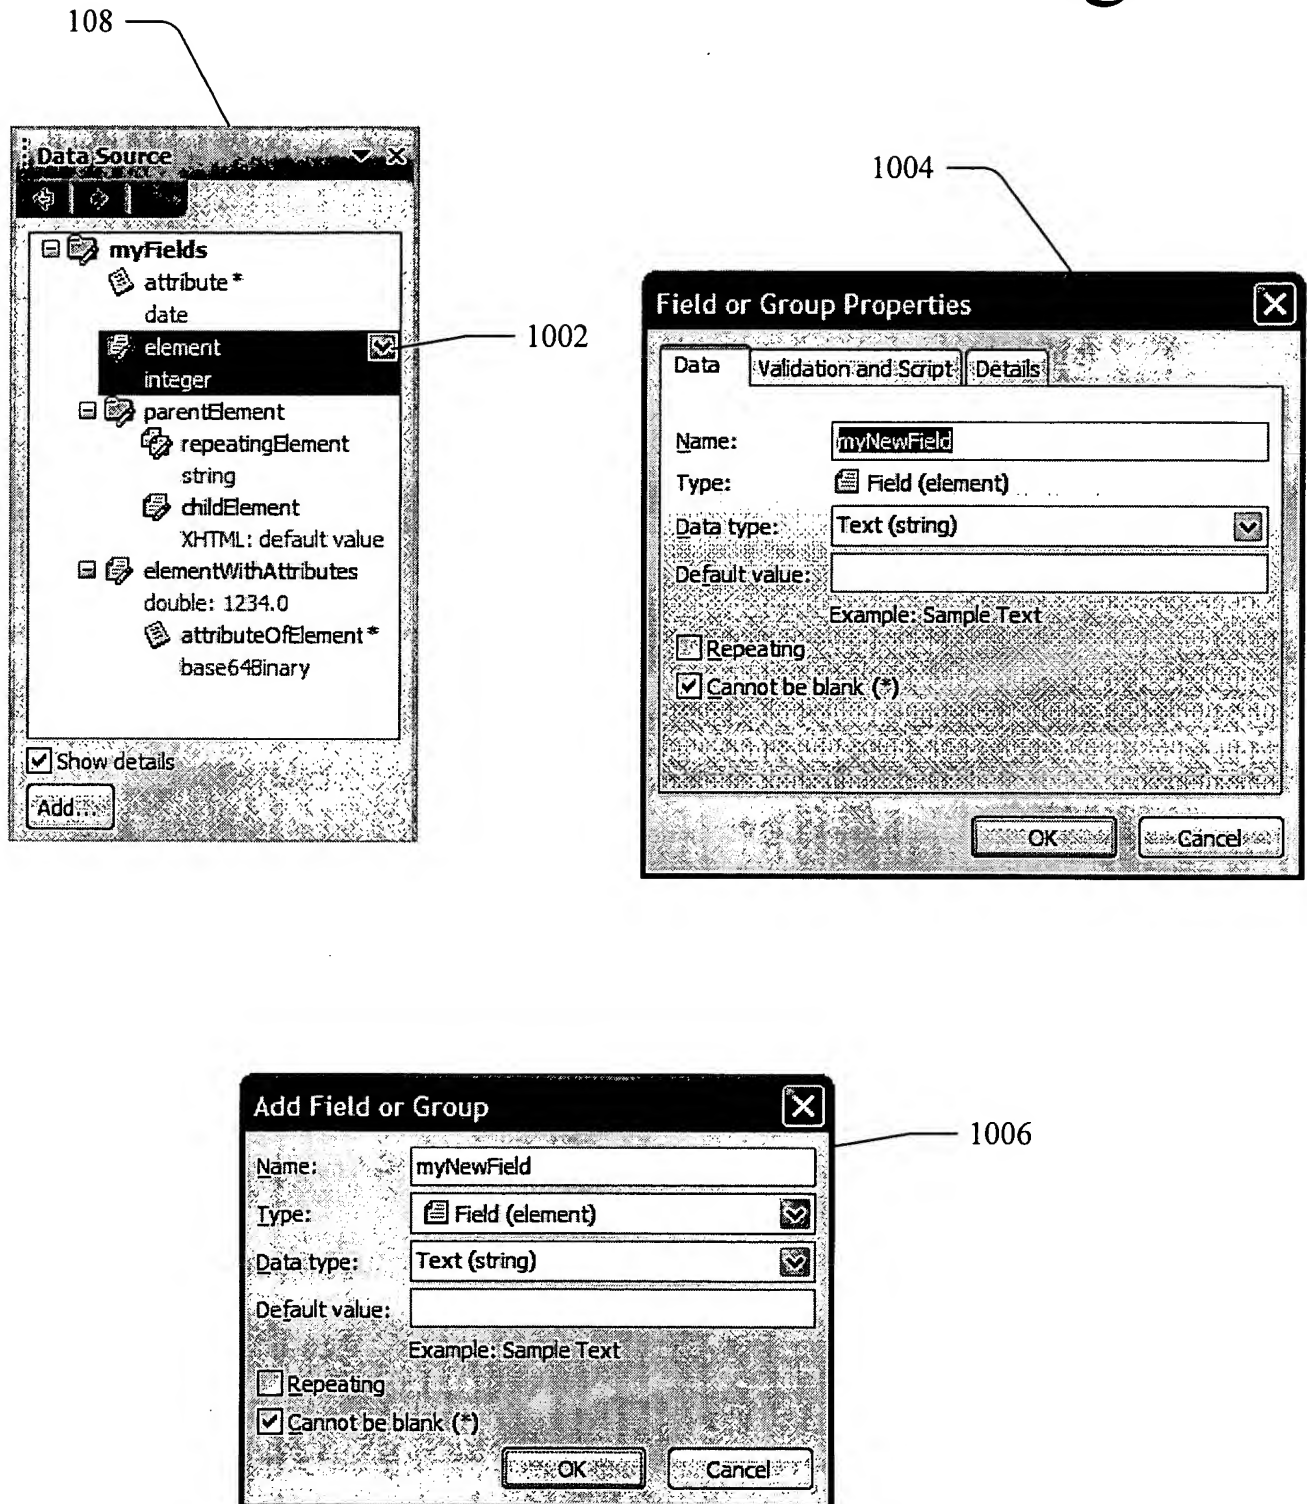 108
Data Source
myFields
attribute *
date
element
integer
parentElement
repeatingElement
string
childElement
XHTML: default value
elementWithAttributes
double: 1234.0
attributeOfElement *
base64Binary
Show details
Add...
1002
1004
Field or Group Properties
Data Validation and Script Details
Name: myNewField
Type: Field (element)
Data type: Text (string)
Default value:
Example: Sample Text
Repeating
Cannot be blank (*)
OK Cancel
Add Field or Group
1006
Name: myNewField
Type: Field (element)
Data type: Text (string)
Default value:
Example: Sample Text
Repeating
Cannot be blank (*)
OK Cancel